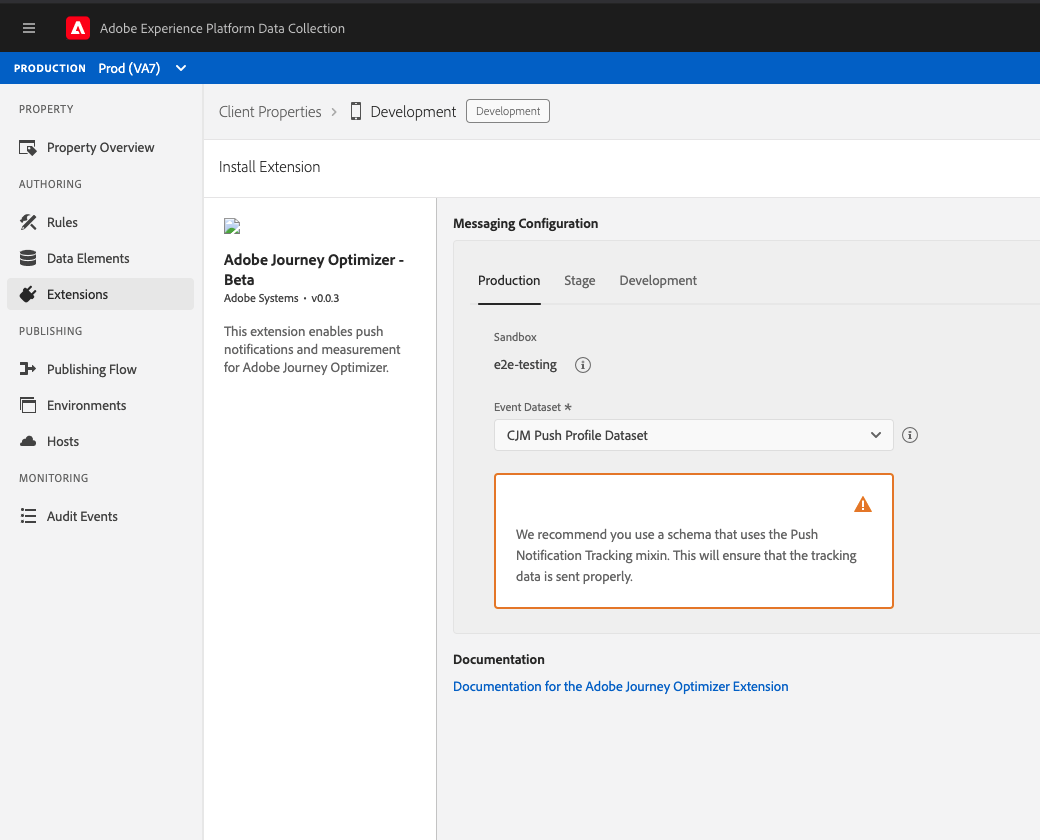 Adobe Experience Platform Data Collection
PRODUCTION Prod (VA7)
PROPERTY
Property Overview
AUTHORING
Rules
Data Elements
Extensions
PUBLISHING
Publishing Flow
Environments
Hosts
MONITORING
Audit Events
Client Properties > Development Development
Install Extension
Adobe Journey Optimizer -
Beta
Adobe Systems • v0.0.3
This extension enables push
notifications and measurement
for Adobe Journey Optimizer.
Messaging Configuration
Production Stage Development
Sandbox
e2e-testing
Event Dataset *
CJM Push Profile Dataset
We recommend you use a schema that uses the Push
Notification Tracking mixin. This will ensure that the tracking
data is sent properly.
Documentation
Documentation for the Adobe Journey Optimizer Extension